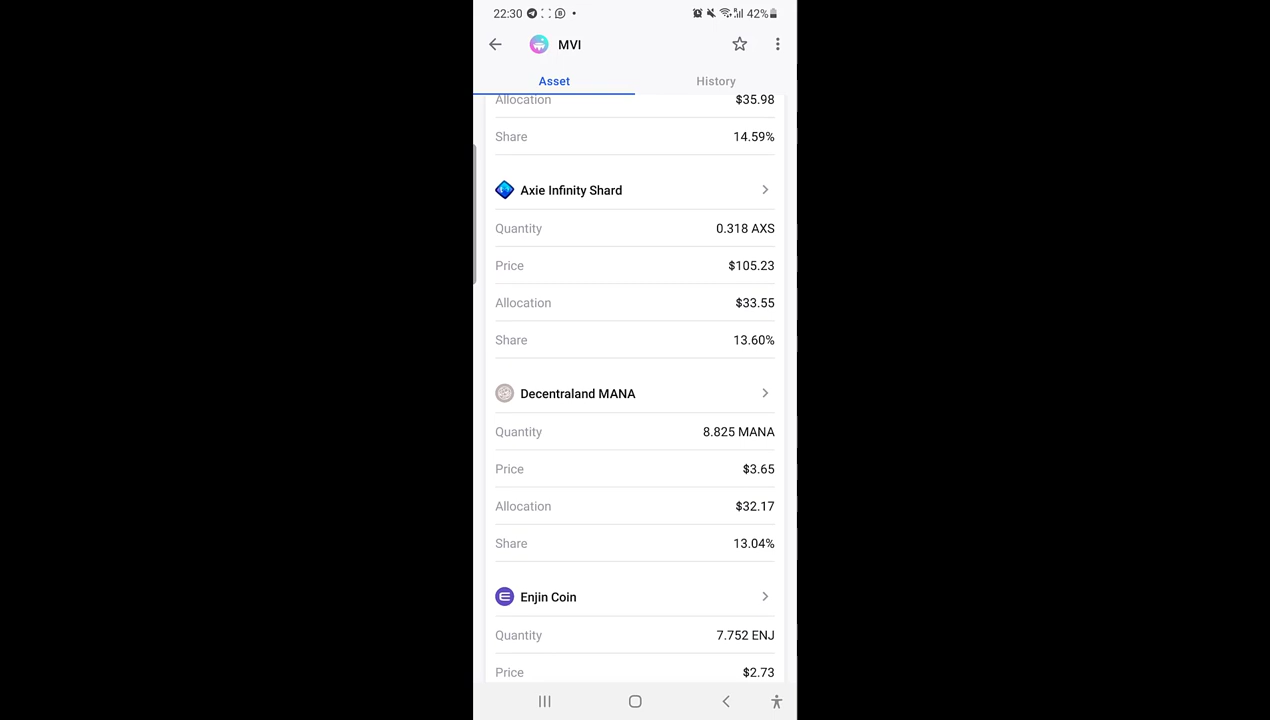 22:30 42%
MVI
Asset History
Allocation $35.98
Share 14.59%
Axie Infinity Shard
Quantity 0.318 AXS
Price $105.23
Allocation $33.55
Share 13.60%
Decentraland MANA
Quantity 8.825 MANA
Price $3.65
Allocation $32.17
Share 13.04%
Enjin Coin
Quantity 7.752 ENJ
Price $2.73